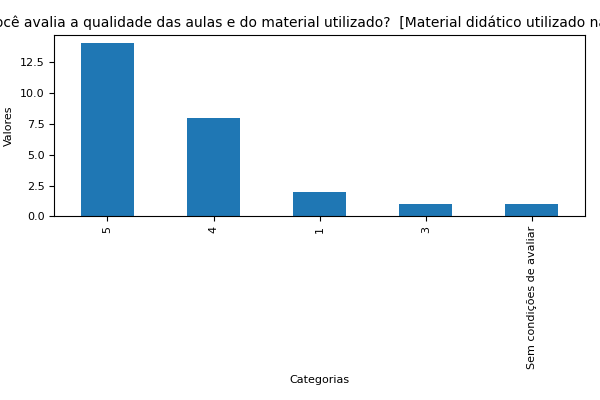 ocê avalia a qualidade das aulas e do material utilizado? [Material didático utilizado na
Valores
12.5
10.0
7.5
5.0
2.5
0.0
5
4
1
3
Sem condições de avaliar
Categorias